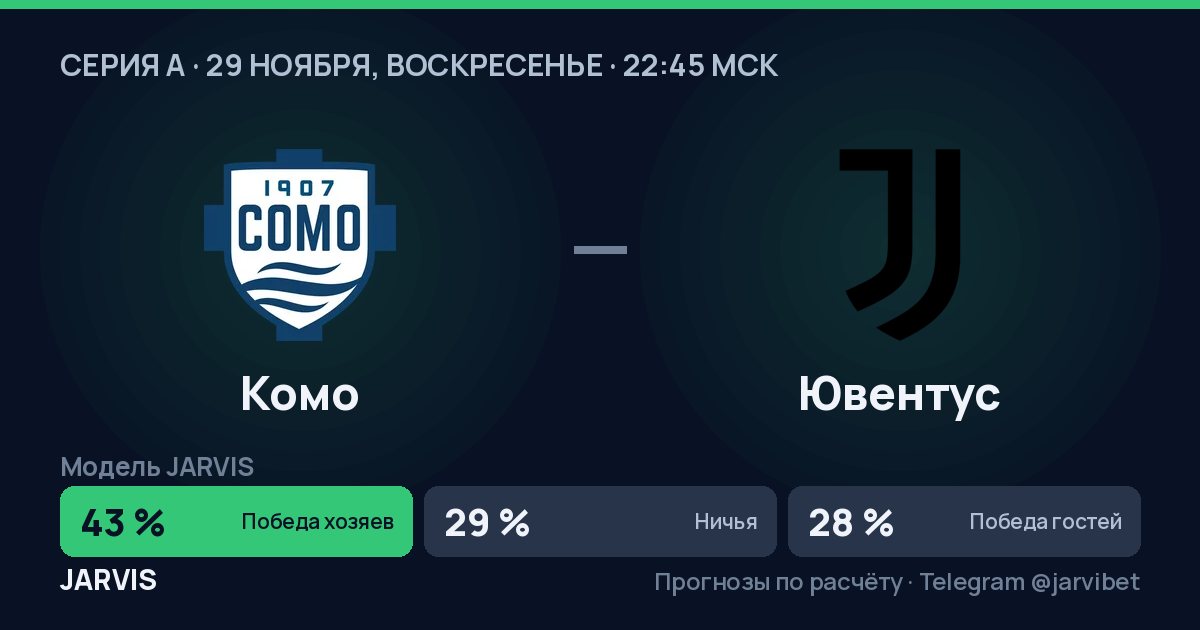 СЕРИЯ А · 29 НОЯБРЯ, ВОСКРЕСЕНЬЕ · 22:45 МСК
1907
COMO
Комо
Ювентус
Модель JARVIS
43 % Победа хозяев
29 % Ничья
28 % Победа гостей
JARVIS
Прогнозы по расчёту · Telegram @jarvibet